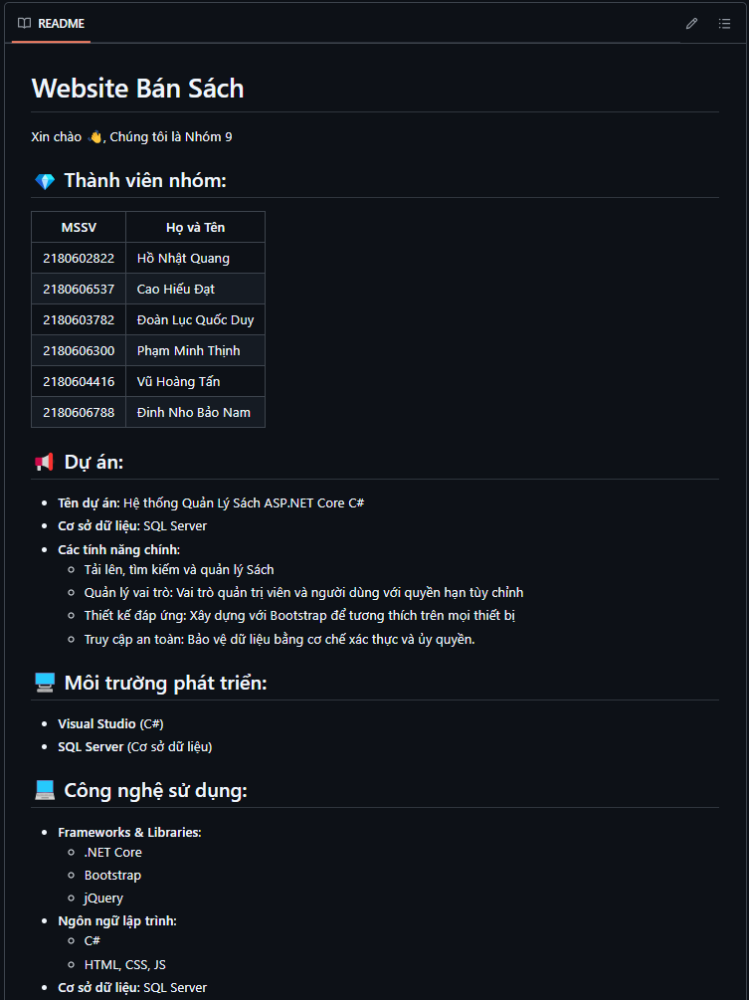 README
Website Bán Sách
Xin chào 👋, Chúng tôi là Nhóm 9
💎 Thành viên nhóm:
MSSV Họ và Tên
2180602822 Hồ Nhật Quang
2180606537 Cao Hiếu Đạt
2180603782 Đoàn Lục Quốc Duy
2180606300 Phạm Minh Thịnh
2180604416 Vũ Hoàng Tấn
2180606788 Đinh Nho Bảo Nam
📢 Dự án:
Tên dự án: Hệ thống Quản Lý Sách ASP.NET Core C#
Cơ sở dữ liệu: SQL Server
Các tính năng chính:
Tải lên, tìm kiếm và quản lý Sách
Quản lý vai trò: Vai trò quản trị viên và người dùng với quyền hạn tùy chỉnh
Thiết kế đáp ứng: Xây dựng với Bootstrap để tương thích trên mọi thiết bị
Truy cập an toàn: Bảo vệ dữ liệu bằng cơ chế xác thực và ủy quyền.
🖥️ Môi trường phát triển:
Visual Studio (C#)
SQL Server (Cơ sở dữ liệu)
💻 Công nghệ sử dụng:
Frameworks & Libraries:
.NET Core
Bootstrap
jQuery
Ngôn ngữ lập trình:
C#
HTML, CSS, JS
Cơ sở dữ liệu: SQL Server